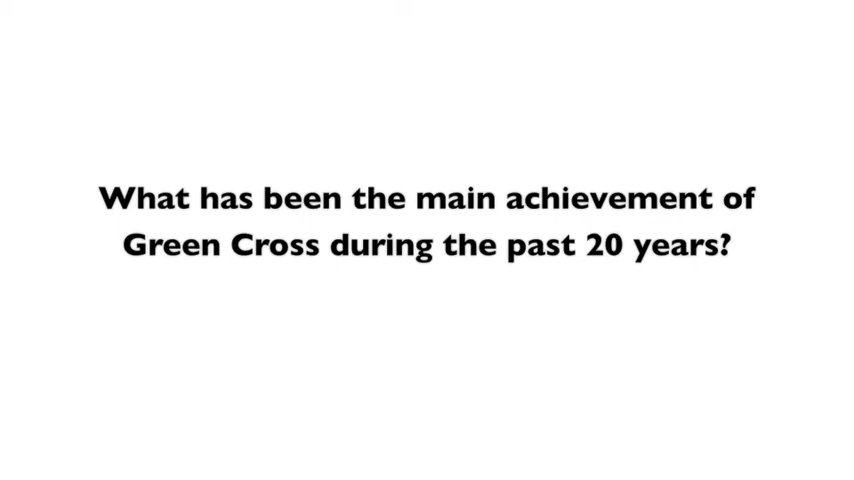 What has been the main achievement of
Green Cross during the past 20 years?